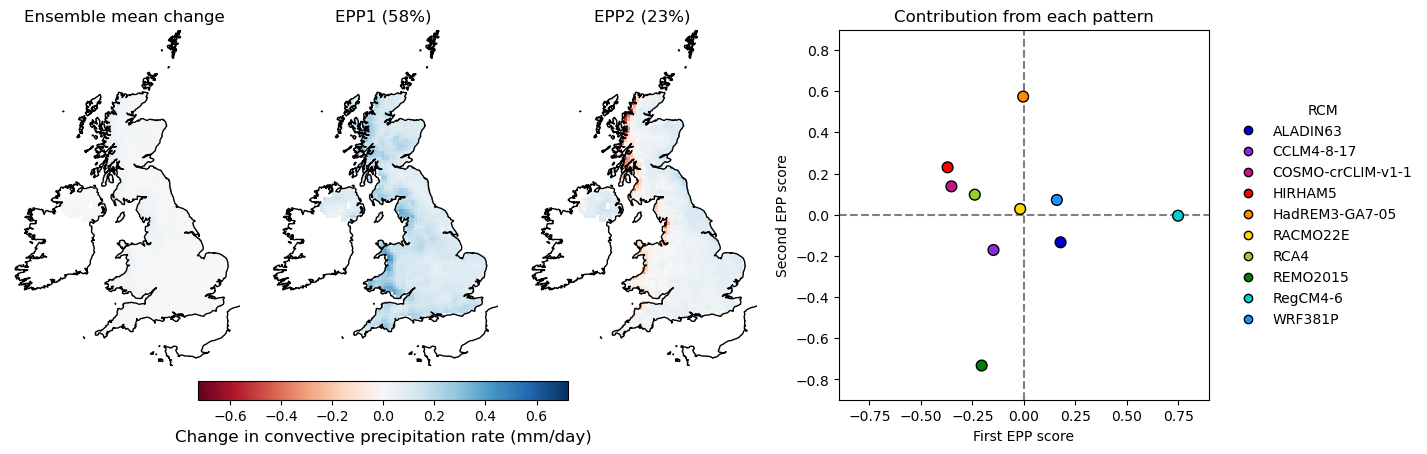 Ensemble mean change
EPP1 (58%)
EPP2 (23%)
Contribution from each pattern
−0.6 −0.4 −0.2 0.0 0.2 0.4 0.6
Change in convective precipitation rate (mm/day)
Second EPP score
0.8
0.6
0.4
0.2
0.0
−0.2
−0.4
−0.6
−0.8
−0.75 −0.50 −0.25 0.00 0.25 0.50 0.75
First EPP score
RCM
ALADIN63
CCLM4-8-17
COSMO-crCLIM-v1-1
HIRHAM5
HadREM3-GA7-05
RACMO22E
RCA4
REMO2015
RegCM4-6
WRF381P